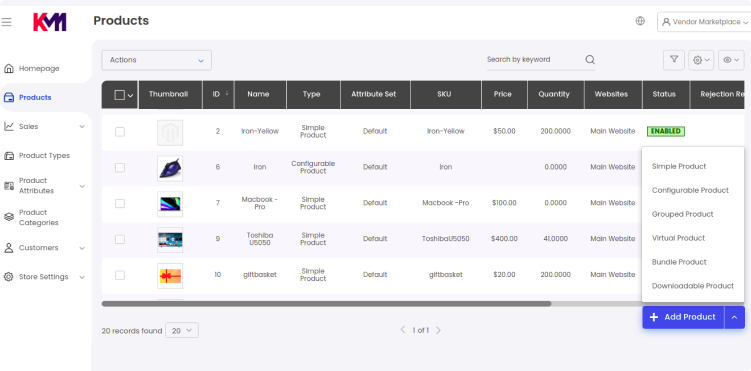 KM
Products
Vendor Marketplace
Homepage
Products
Sales
Product Types
Product
Attributes
Product
Categories
Customers
Store Settings
Actions
Search by keyword
Thumbnail ID Name Type Attribute Set SKU Price Quantity Websites Status Rejection Re
2 Iron-Yellow Simple Product Default Iron-Yellow $50.00 200.0000 Main Website ENABLED
6 Iron Configurable Product Default Iron 0.0000 Main Website
7 Macbook - Pro Simple Product Default Macbook -Pro $100.00 0.0000 Main Website
9 Toshiba U5050 Simple Product Default ToshibaU5050 $400.00 41.0000 Main Website
10 giftbasket Simple Product Default giftbasket $20.00 200.0000 Main Website
Simple Product
Configurable Product
Grouped Product
Virtual Product
Bundle Product
Downloadable Product
Add Product
20 records found 20
1 of 1